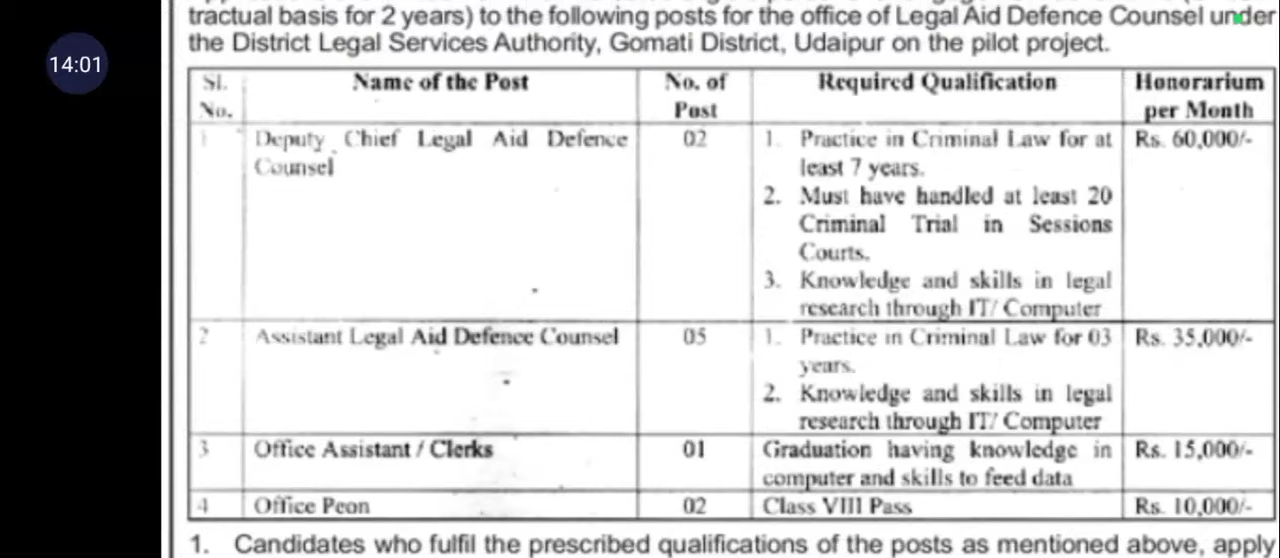 14:01
tractual basis for 2 years) to the following posts for the office of Legal Aid Defence Counsel under
the District Legal Services Authority, Gomati District, Udaipur on the pilot project.
Sl. No. Name of the Post No. of Post Required Qualification Honorarium per Month
1 Deputy Chief Legal Aid Defence Counsel 02 1. Practice in Criminal Law for at Rs. 60,000/-
least 7 years.
2. Must have handled at least 20
Criminal Trial in Sessions
Courts.
3. Knowledge and skills in legal
research through IT/ Computer
2 Assistant Legal Aid Defence Counsel 05 1. Practice in Criminal Law for 03 Rs. 35,000/-
years.
2. Knowledge and skills in legal
research through IT/ Computer
3 Office Assistant / Clerks 01 Graduation having knowledge in Rs. 15,000/-
computer and skills to feed data
4 Office Peon 02 Class VIII Pass Rs. 10,000/-
1. Candidates who fulfil the prescribed qualifications of the posts as mentioned above, apply